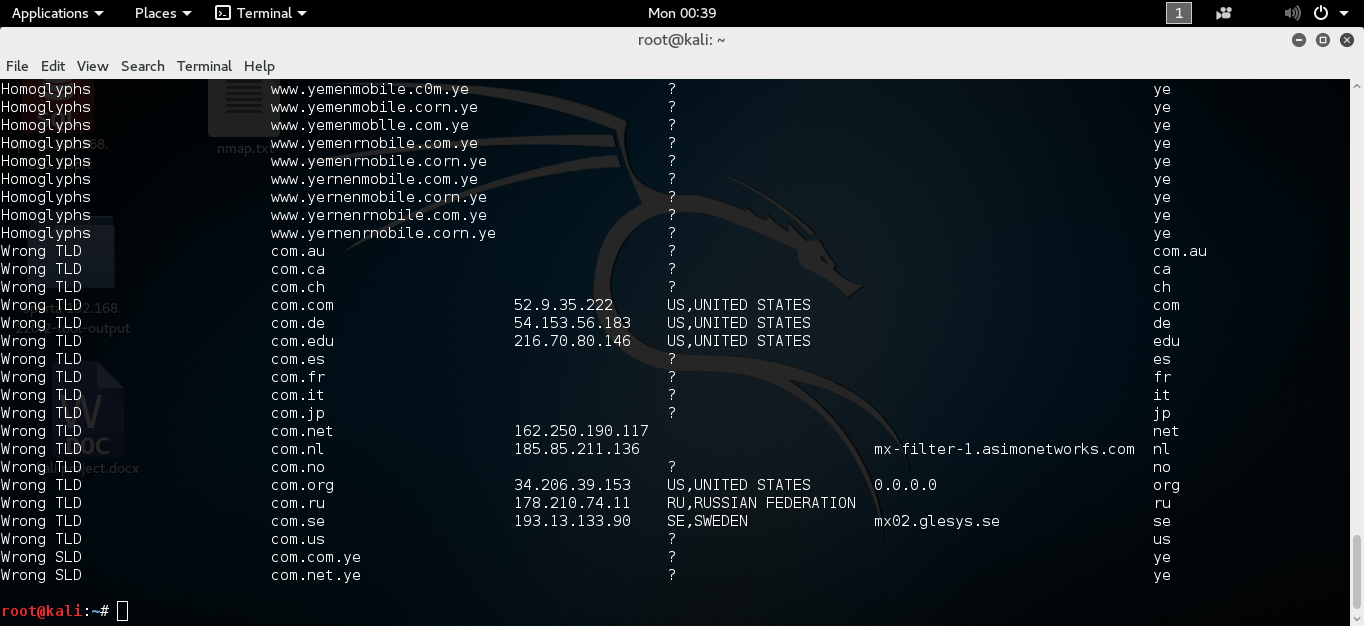 Applications Places Terminal Mon 00:39 1
root@kali: ~
File Edit View Search Terminal Help
Homoglyphs www.yemenmobile.c0m.ye ? ye
Homoglyphs www.yemenmobile.corn.ye ? ye
Homoglyphs www.yemenmoblle.com.ye ? ye
Homoglyphs www.yemenrnobile.com.ye ? ye
Homoglyphs www.yemenrnobile.corn.ye ? ye
Homoglyphs www.yernenmobile.com.ye ? ye
Homoglyphs www.yernenmobile.corn.ye ? ye
Homoglyphs www.yernenrnobile.com.ye ? ye
Homoglyphs www.yernenrnobile.corn.ye ? ye
Wrong TLD com.au ? com.au
Wrong TLD com.ca ? ca
Wrong TLD com.ch ? ch
Wrong TLD com.com 52.9.35.222 US,UNITED STATES com
Wrong TLD com.de 54.153.56.183 US,UNITED STATES de
Wrong TLD com.edu 216.70.80.146 US,UNITED STATES edu
Wrong TLD com.es ? es
Wrong TLD com.fr ? fr
Wrong TLD com.it ? it
Wrong TLD com.jp ? jp
Wrong TLD com.net 162.250.190.117 net
Wrong TLD com.nl 185.85.211.136 mx-filter-1.asimonetworks.com nl
Wrong TLD com.no ? no
Wrong TLD com.org 34.206.39.153 US,UNITED STATES 0.0.0.0 org
Wrong TLD com.ru 178.210.74.11 RU,RUSSIAN FEDERATION ru
Wrong TLD com.se 193.13.133.90 SE,SWEDEN mx02.glesys.se se
Wrong TLD com.us ? us
Wrong SLD com.com.ye ? ye
Wrong SLD com.net.ye ? ye
root@kali:~#
nmap.txt